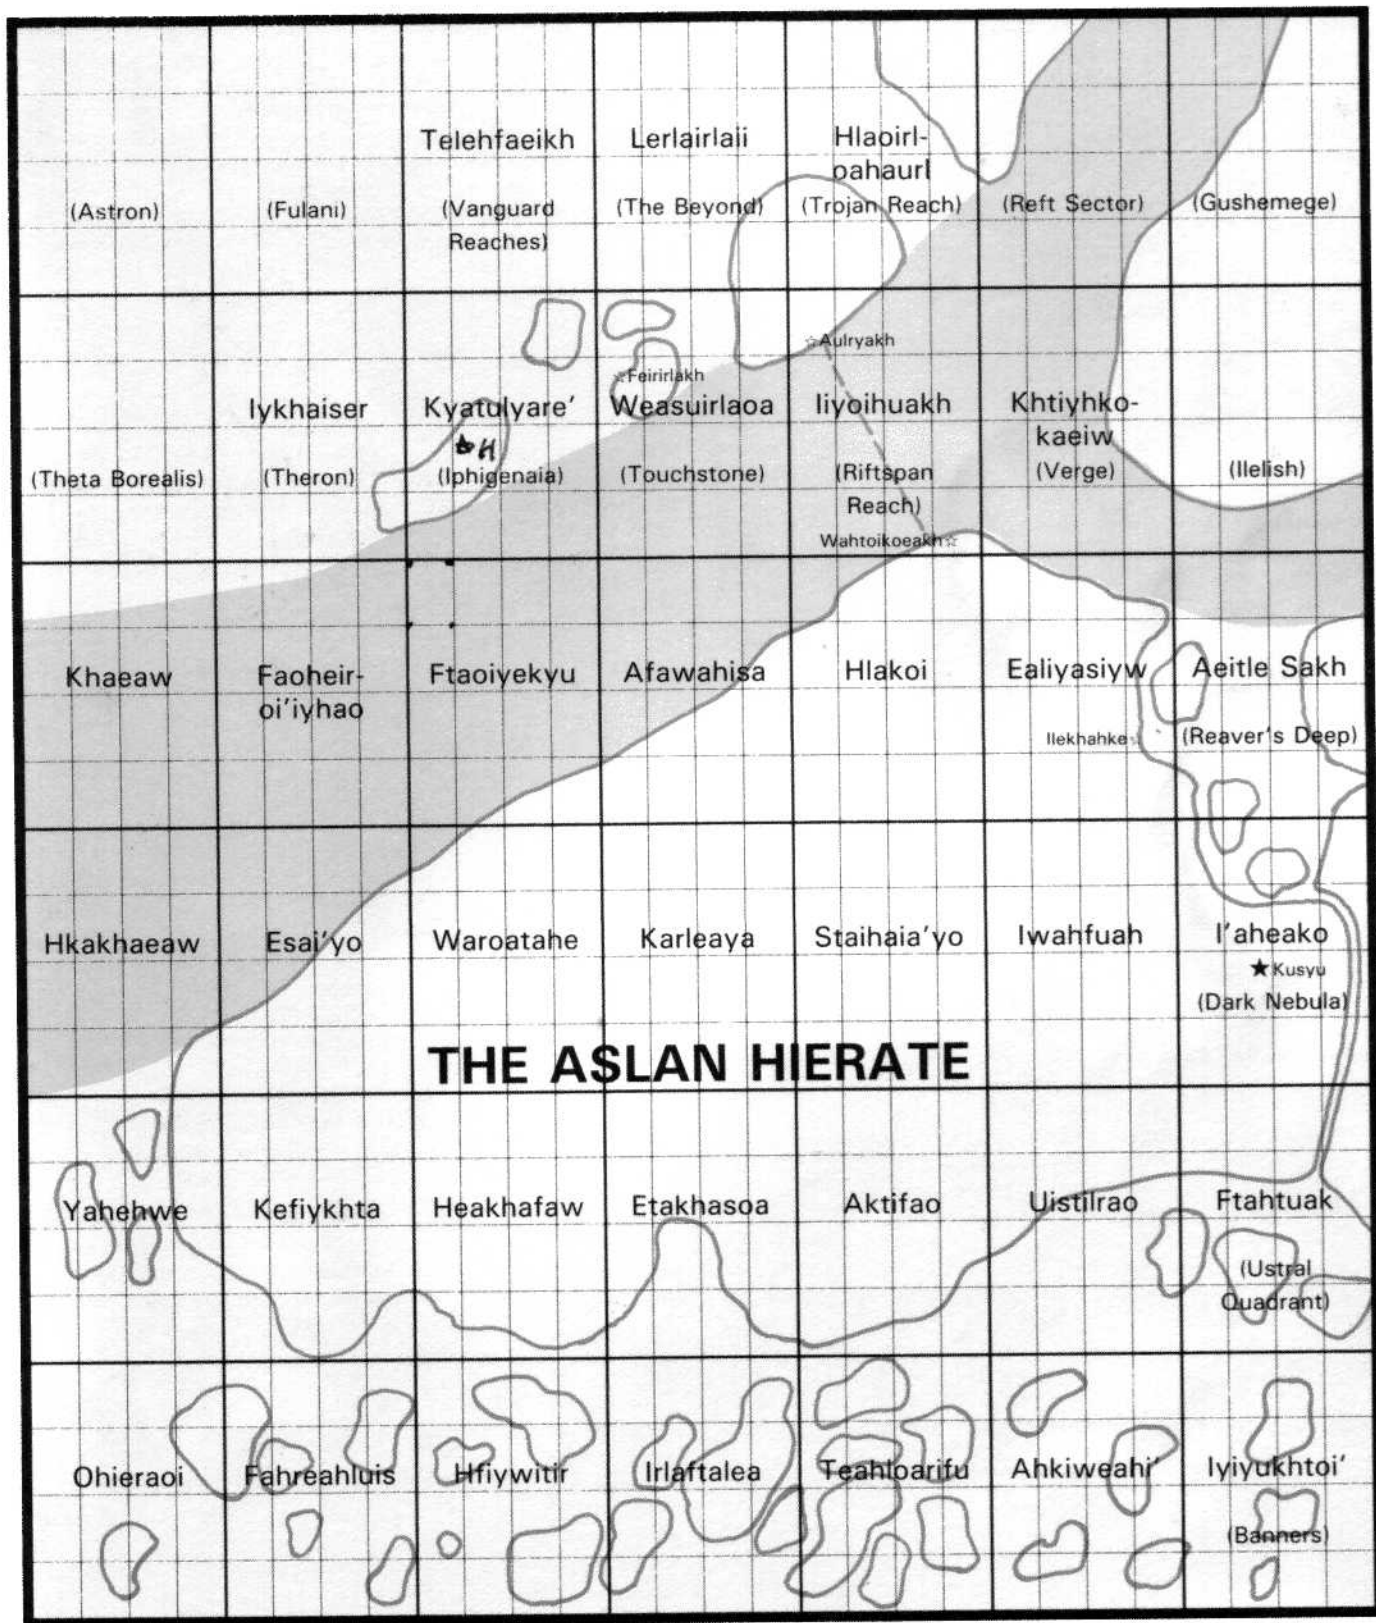 Telehfaeikh
Lerlairlaii
Hlaoirl-
oahaurl
(Astron)
(Fulani)
(Vanguard
Reaches)
(The Beyond)
(Trojan Reach)
(Reft Sector)
(Gushemege)
☆Aulryakh
☆Feirirlakh
Iykhaiser
Kyatulyare'
Weasuirlaoa
Iiyoihuakh
Khtiyhko-
kaeiw
H
(Theta Borealis)
(Theron)
(Iphigenaia)
(Touchstone)
(Riftspan
Reach)
(Verge)
(Ilelish)
Wahtoikoeakh☆
Khaeaw
Faoheir-
oi'iyhao
Ftaoiyekyu
Afawahisa
Hlakoi
Ealiyasiyw
Aeitle Sakh
Ilekhahke☆
(Reaver's Deep)
Hkakhaeaw
Esai'yo
Waroatahe
Karleaya
Staihaia'yo
Iwahfuah
I'aheako
★Kusyu
(Dark Nebula)
THE ASLAN HIERATE
Yahehwe
Kefiykhta
Heakhafaw
Etakhasoa
Aktifao
Uistilrao
Ftahtuak
(Ustral
Quadrant)
Ohieraoi
Fahreahluis
Hfiywitir
Irlaftalea
Teahloarifu
Ahkiweahi'
Iyiyukhtoi'
(Banners)